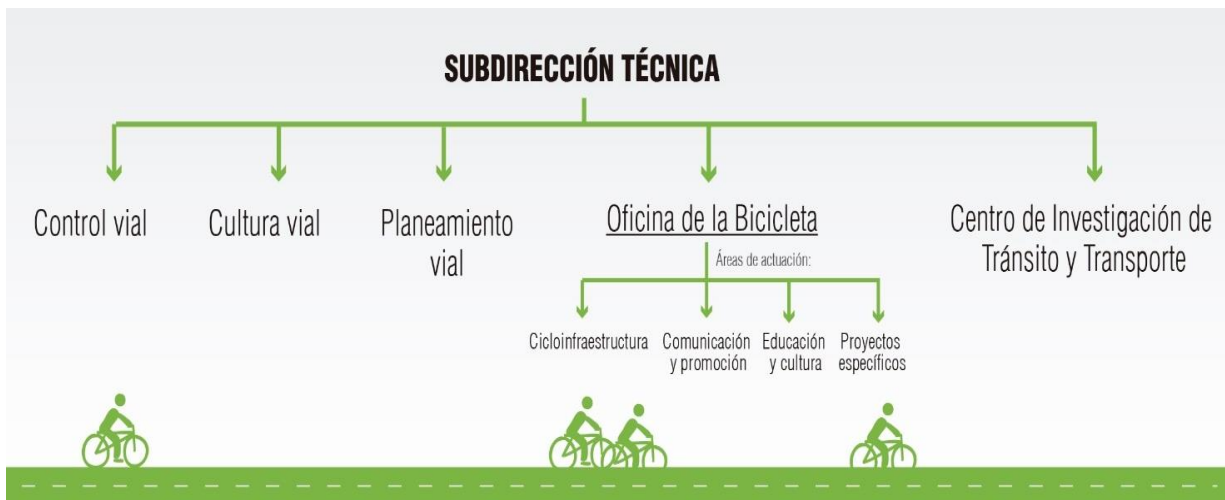 SUBDIRECCIÓN TÉCNICA
Control vial
Cultura vial
Planeamiento
vial
Oficina de la Bicicleta
Centro de Investigación de
Tránsito y Transporte
Áreas de actuación:
Cicloinfraestructura
Comunicación
y promoción
Educación
y cultura
Proyectos
específicos